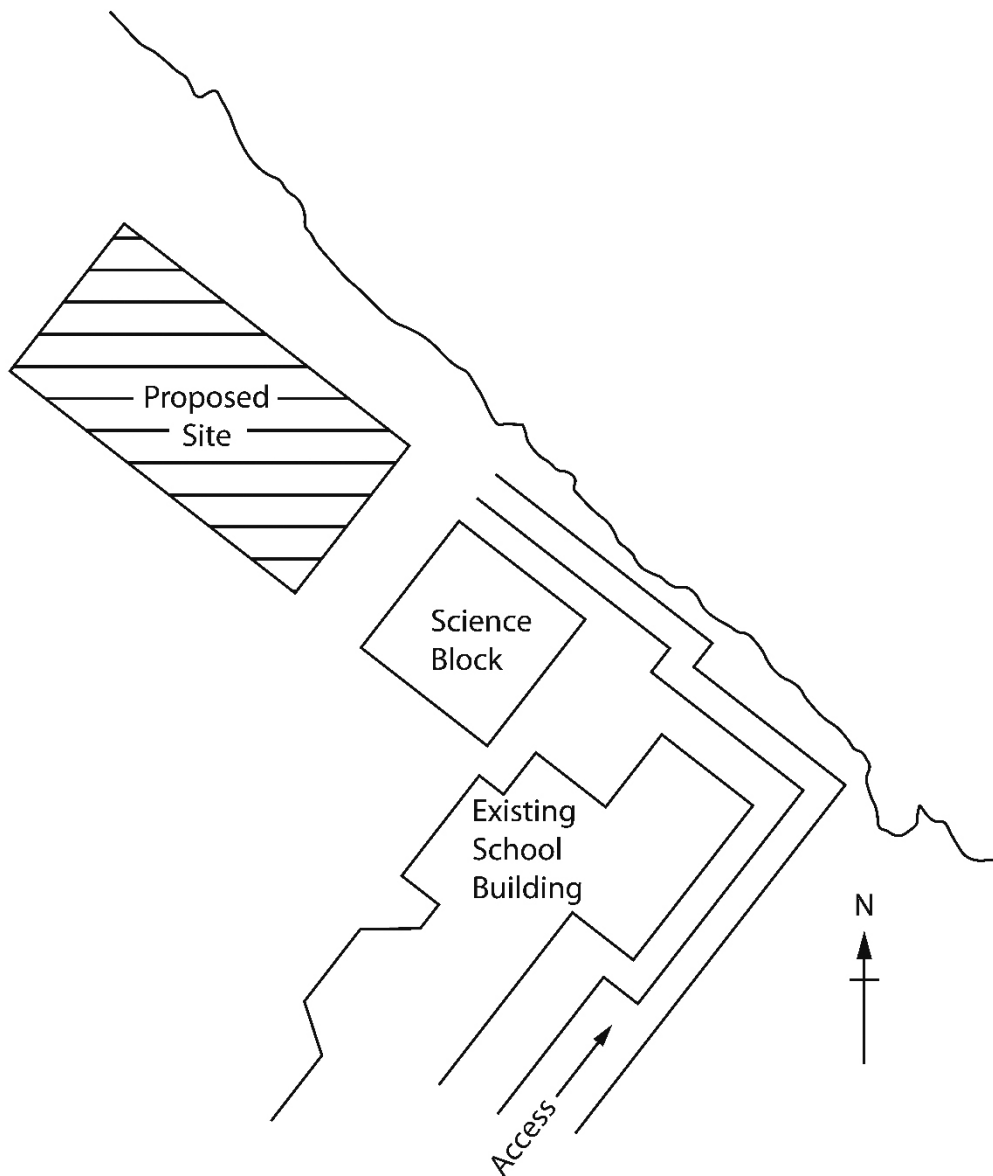 Proposed
Site
Science
Block
Existing
School
Building
N
Access